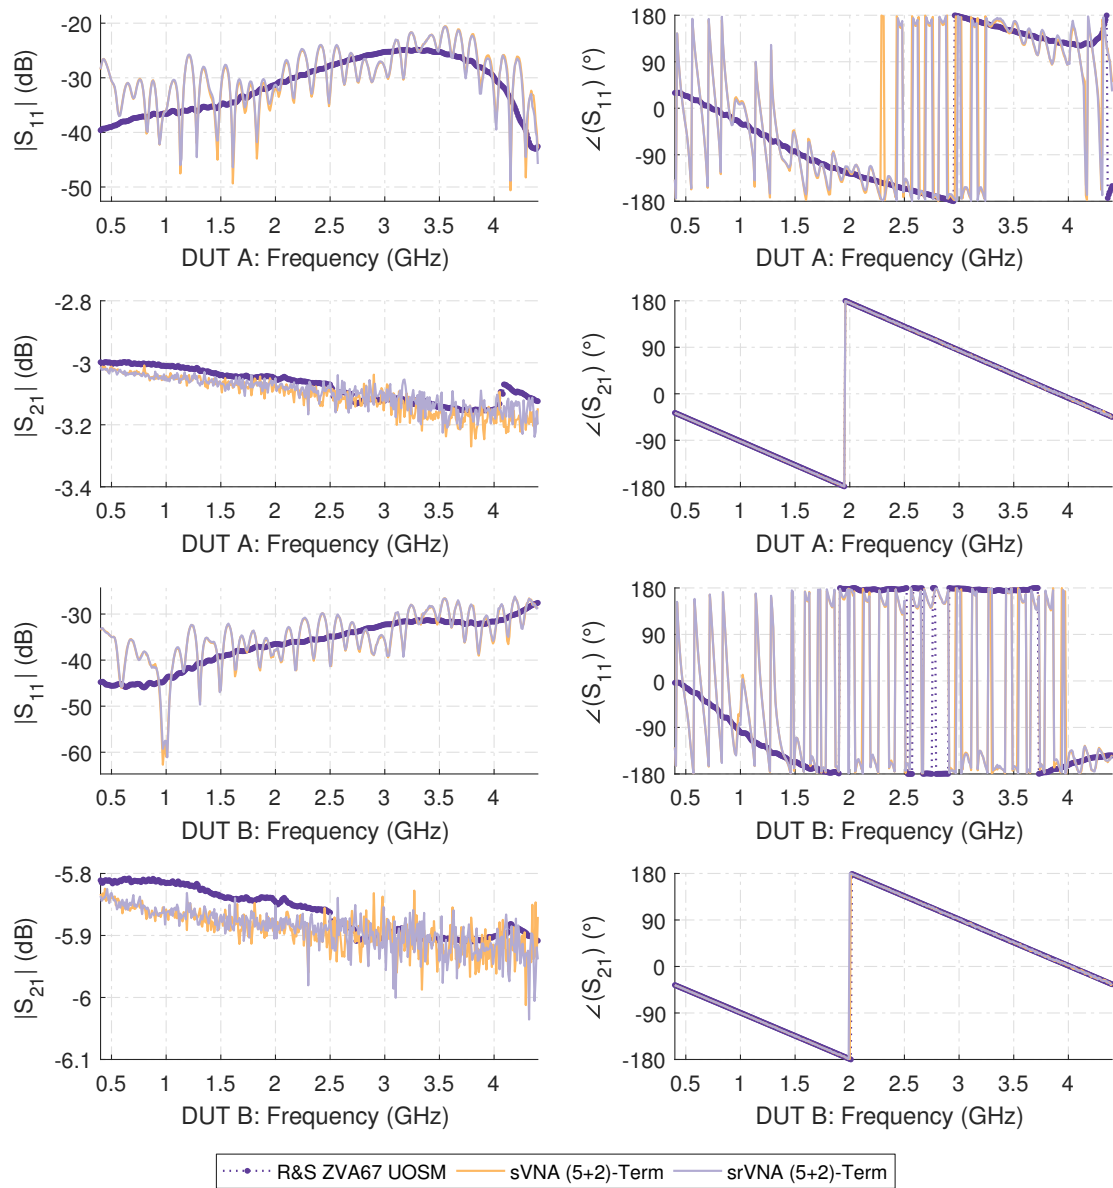 -20
-30
-40
-50
|S11| (dB)
0.5 1 1.5 2 2.5 3 3.5 4
DUT A: Frequency (GHz)
180
90
0
-90
-180
∠(S11) (°)
0.5 1 1.5 2 2.5 3 3.5 4
DUT A: Frequency (GHz)
-2.8
-3
-3.2
-3.4
|S21| (dB)
0.5 1 1.5 2 2.5 3 3.5 4
DUT A: Frequency (GHz)
180
90
0
-90
-180
∠(S21) (°)
0.5 1 1.5 2 2.5 3 3.5 4
DUT A: Frequency (GHz)
-30
-40
-50
-60
|S11| (dB)
0.5 1 1.5 2 2.5 3 3.5 4
DUT B: Frequency (GHz)
180
90
0
-90
-180
∠(S11) (°)
0.5 1 1.5 2 2.5 3 3.5 4
DUT B: Frequency (GHz)
-5.8
-5.9
-6
-6.1
|S21| (dB)
0.5 1 1.5 2 2.5 3 3.5 4
DUT B: Frequency (GHz)
180
90
0
-90
-180
∠(S21) (°)
0.5 1 1.5 2 2.5 3 3.5 4
DUT B: Frequency (GHz)
R&S ZVA67 UOSM sVNA (5+2)-Term srVNA (5+2)-Term